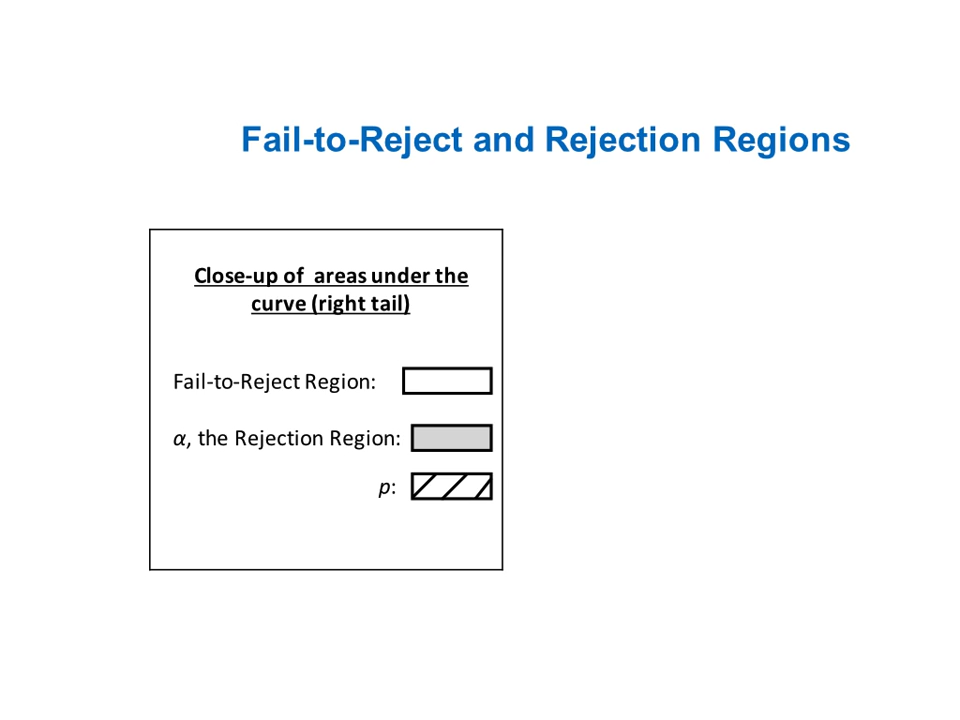 Fail-to-Reject and Rejection Regions
Close-up of  areas under the
curve (right tail)
Fail-to-Reject Region:
α, the Rejection Region:
p: